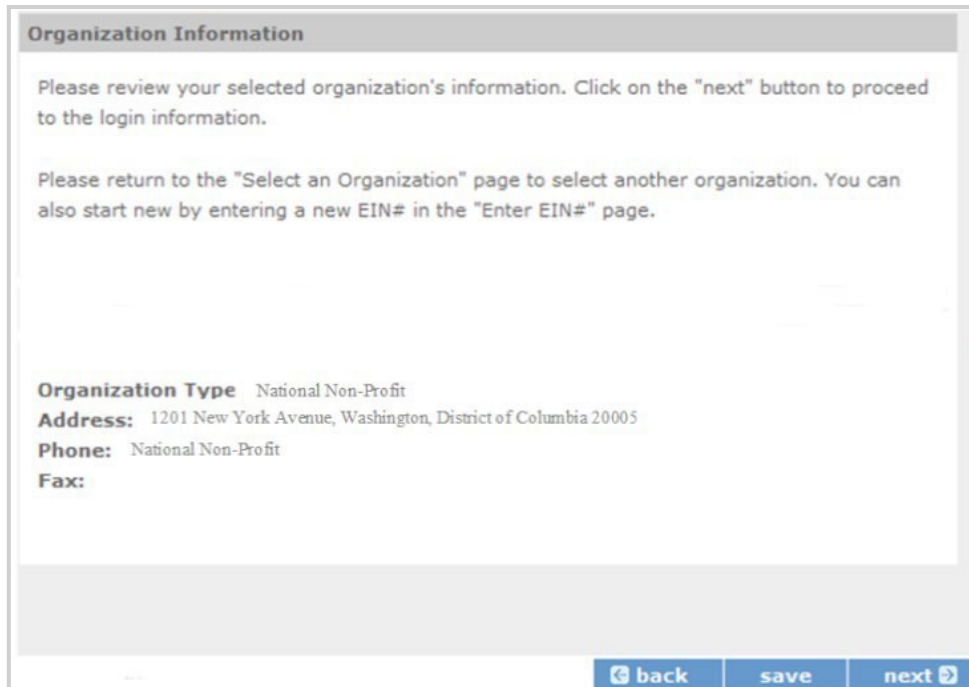 Organization Information
Please review your selected organization's information. Click on the "next" button to proceed
to the login information.
Please return to the "Select an Organization" page to select another organization. You can
also start new by entering a new EIN# in the "Enter EIN#" page.
Organization Type National Non-Profit
Address: 1201 New York Avenue, Washington, District of Columbia 20005
Phone: National Non-Profit
Fax:
back save next